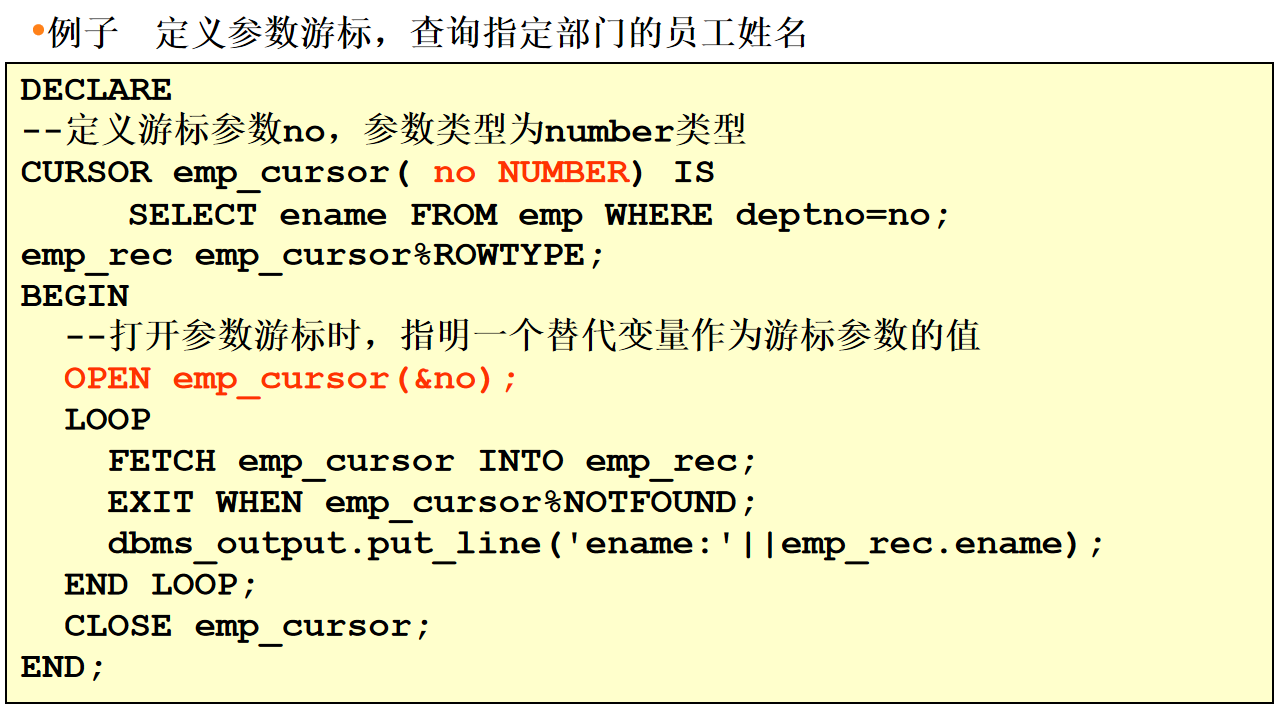 •例子 定义参数游标，查询指定部门的员工姓名
DECLARE
--定义游标参数no，参数类型为number类型
CURSOR emp_cursor( no NUMBER) IS
SELECT ename FROM emp WHERE deptno=no;
emp_rec emp_cursor%ROWTYPE;
BEGIN
--打开参数游标时，指明一个替代变量作为游标参数的值
OPEN emp_cursor(&no);
LOOP
FETCH emp_cursor INTO emp_rec;
EXIT WHEN emp_cursor%NOTFOUND;
dbms_output.put_line('ename:'||emp_rec.ename);
END LOOP;
CLOSE emp_cursor;
END;